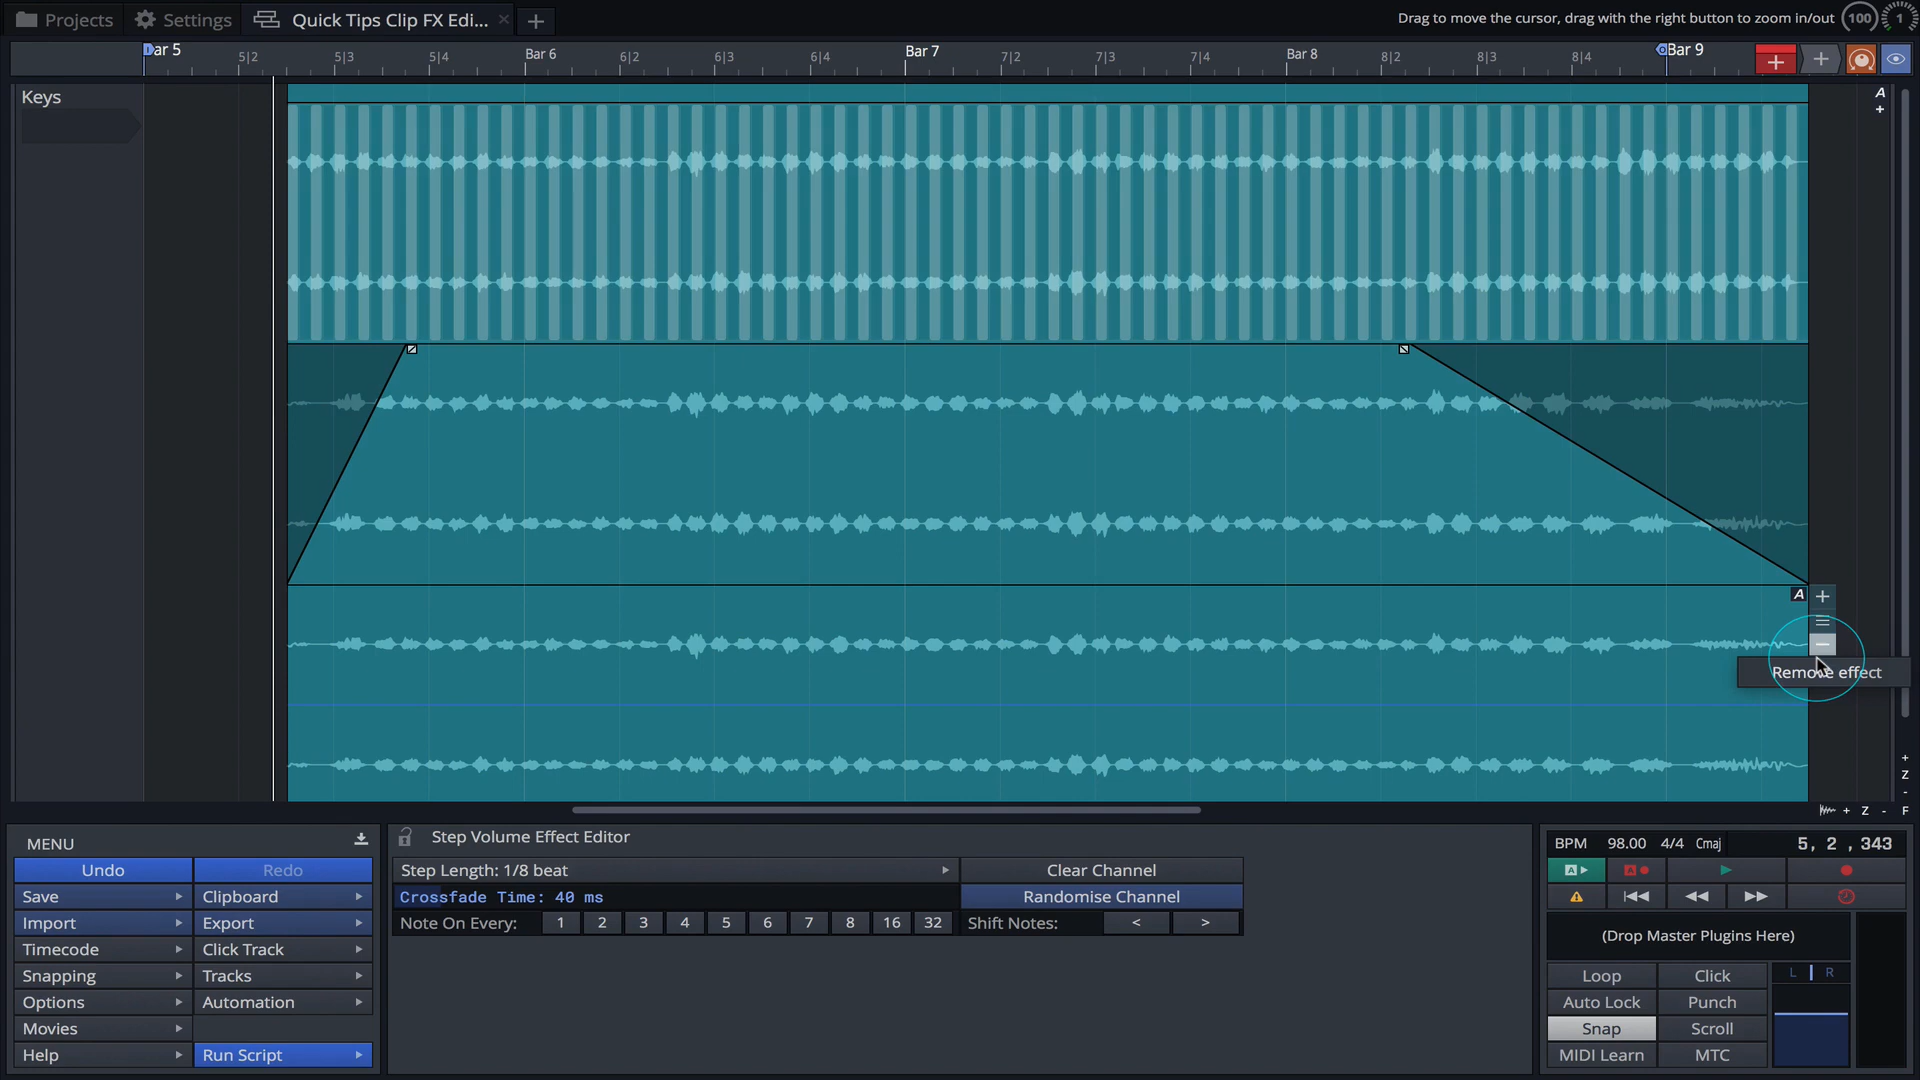 Projects Settings Quick Tips Clip FX Edi... × +
Drag to move the cursor, drag with the right button to zoom in/out 100 1
ar 5 5|2 5|3 5|4 Bar 6 6|2 6|3 6|4 Bar 7 7|2 7|3 7|4 Bar 8 8|2 8|3 8|4 Bar 9
Keys
A
+
A
+
Remove effect
+
Z
-
+ Z - F
MENU
Undo Redo
Save Clipboard
Import Export
Timecode Click Track
Snapping Tracks
Options Automation
Movies
Help Run Script
Step Volume Effect Editor
Step Length: 1/8 beat Clear Channel
Crossfade Time: 40 ms Randomise Channel
Note On Every: 1 2 3 4 5 6 7 8 16 32 Shift Notes: < >
BPM 98.00 4/4 Cmaj 5, 2, 343
A A
(Drop Master Plugins Here)
Loop Click L R
Auto Lock Punch
Snap Scroll
MIDI Learn MTC